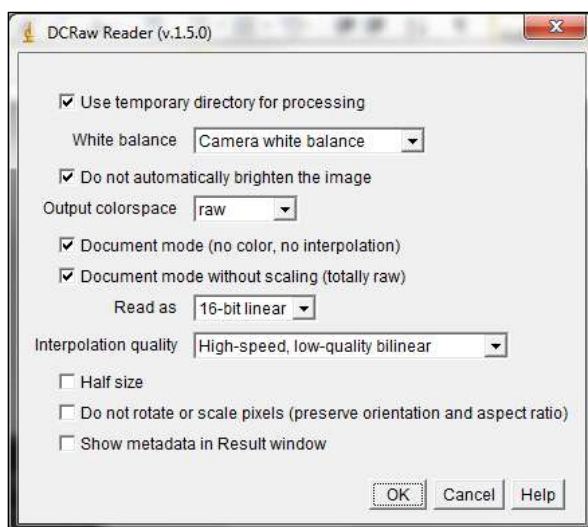 DCRaw Reader (v.1.5.0)
Use temporary directory for processing
White balance Camera white balance
Do not automatically brighten the image
Output colorspace raw
Document mode (no color, no interpolation)
Document mode without scaling (totally raw)
Read as 16-bit linear
Interpolation quality High-speed, low-quality bilinear
Half size
Do not rotate or scale pixels (preserve orientation and aspect ratio)
Show metadata in Result window
OK Cancel Help